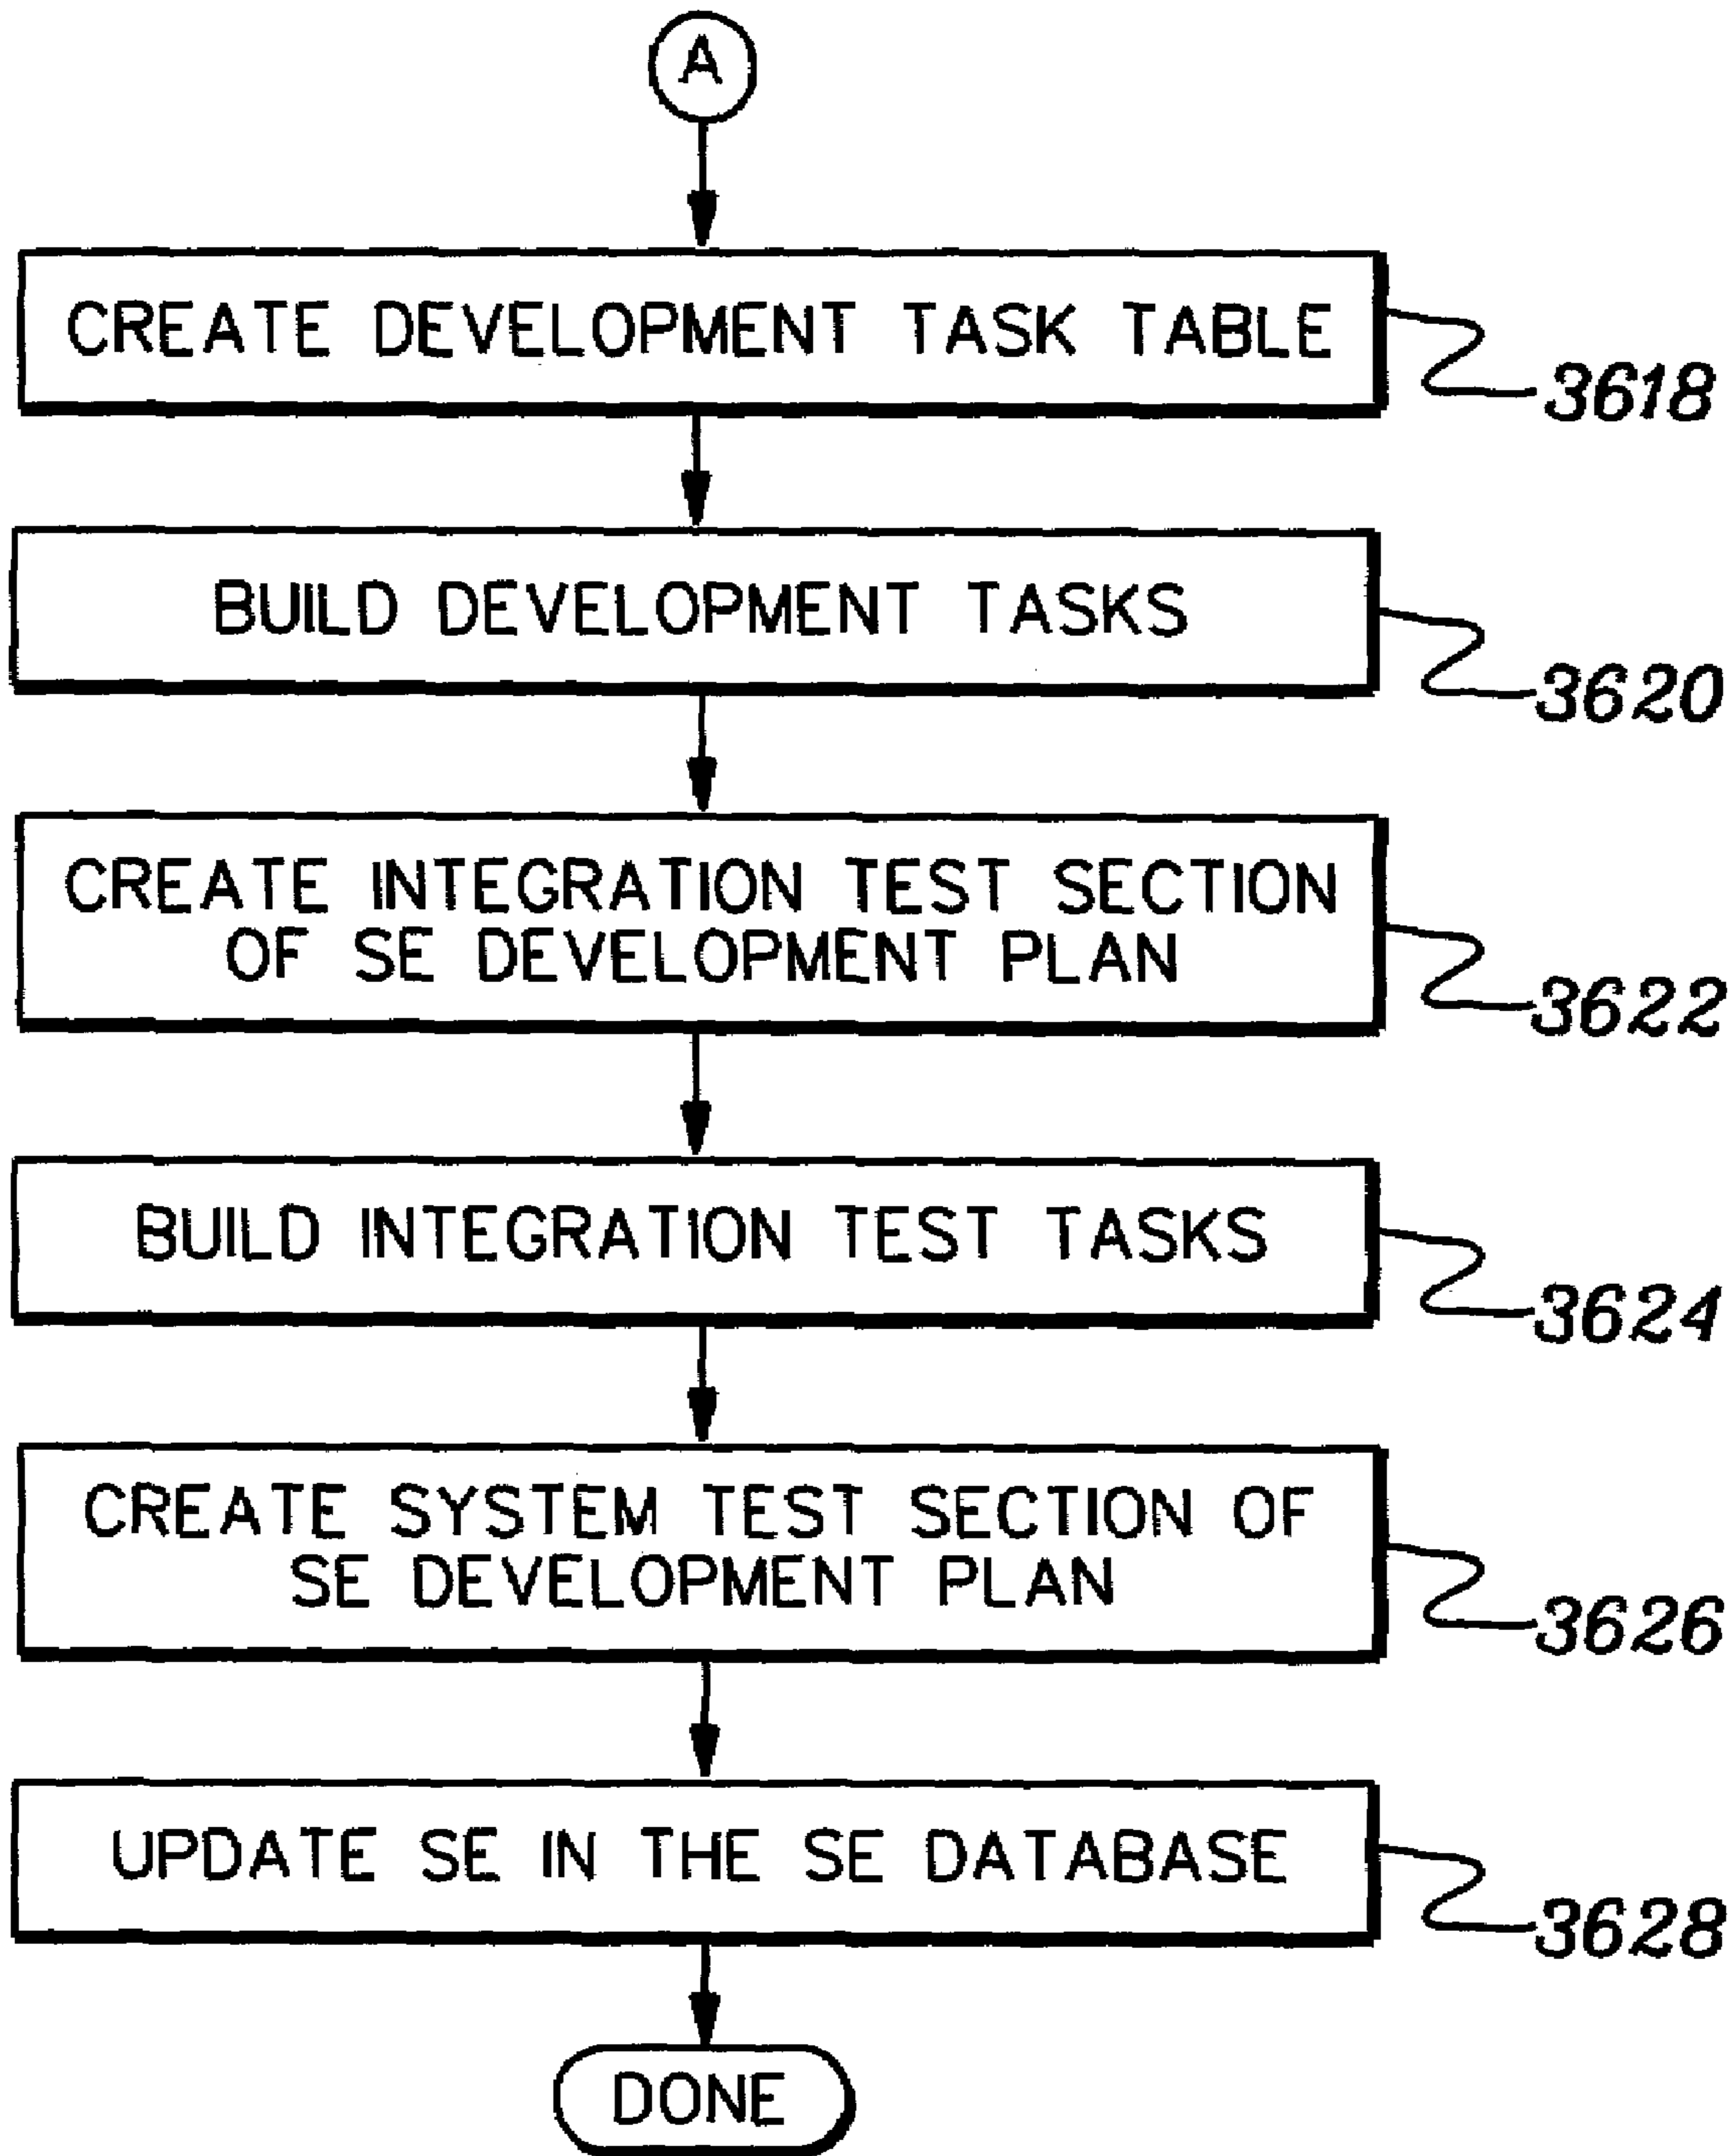 A
CREATE DEVELOPMENT TASK TABLE
3618
BUILD DEVELOPMENT TASKS
3620
CREATE INTEGRATION TEST SECTION
OF SE DEVELOPMENT PLAN
3622
BUILD INTEGRATION TEST TASKS
3624
CREATE SYSTEM TEST SECTION OF
SE DEVELOPMENT PLAN
3626
UPDATE SE IN THE SE DATABASE
3628
DONE